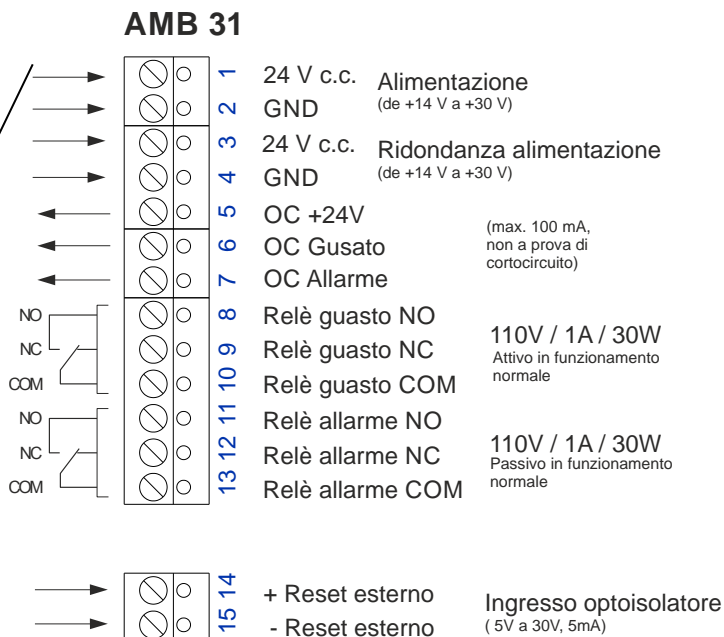 AMB 31
1 24 V c.c. Alimentazione
2 GND (de +14 V a +30 V)
3 24 V c.c. Ridondanza alimentazione
4 GND (de +14 V a +30 V)
5 OC +24V
(max. 100 mA,
6 OC Gusato non a prova di
cortocircuito)
7 OC Allarme
NO 8 Relè guasto NO
110V / 1A / 30W
NC 9 Relè guasto NC Attivo in funzionamento
normale
COM 10 Relè guasto COM
NO 11 Relè allarme NO
110V / 1A / 30W
NC 12 Relè allarme NC Passivo in funzionamento
normale
COM 13 Relè allarme COM
14 + Reset esterno
Ingresso optoisolatore
15 - Reset esterno ( 5V a 30V, 5mA)